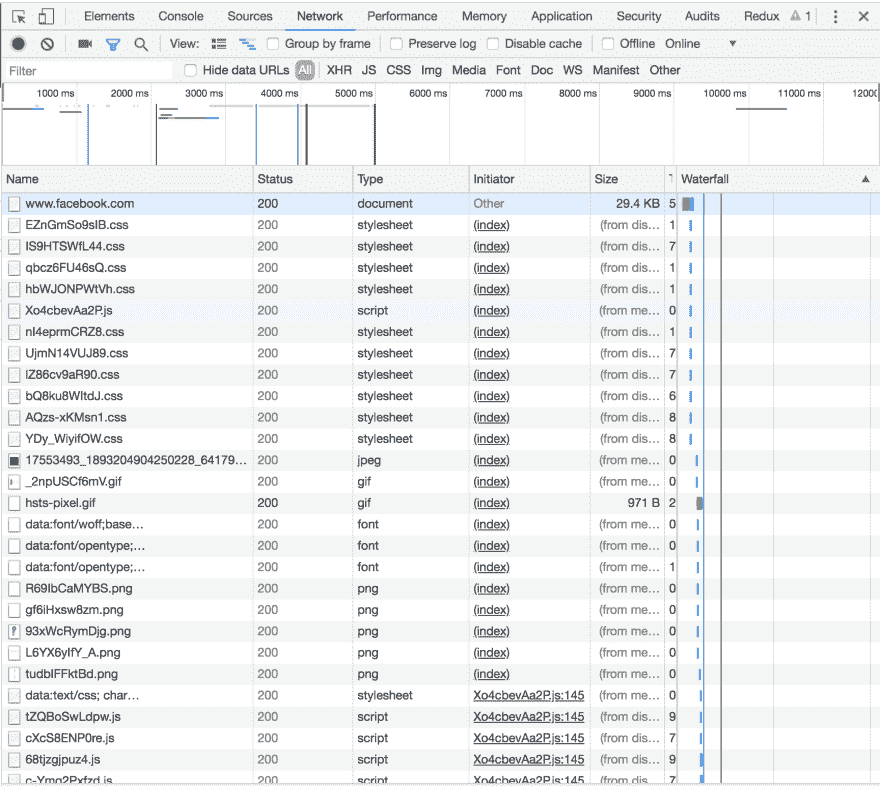 Elements Console Sources Network Performance Memory Application Security Audits Redux 1
View: Group by frame Preserve log Disable cache Offline Online
Filter Hide data URLs All XHR JS CSS Img Media Font Doc WS Manifest Other
1000 ms 2000 ms 3000 ms 4000 ms 5000 ms 6000 ms 7000 ms 8000 ms 9000 ms 10000 ms 11000 ms
Name Status Type Initiator Size Waterfall
www.facebook.com 200 document Other 29.4 KB 5
EZnGmSo9sIB.css 200 stylesheet (index) (from dis... 1
IS9HTSWfL44.css 200 stylesheet (index) (from dis... 7
qbcz6FU46sQ.css 200 stylesheet (index) (from dis... 1
hbWJONPWtVh.css 200 stylesheet (index) (from dis... 1
Xo4cbevAa2P.js 200 script (index) (from me... 0
nI4eprmCRZ8.css 200 stylesheet (index) (from dis... 1
UjmN14VUJ89.css 200 stylesheet (index) (from dis... 7
lZ86cv9aR90.css 200 stylesheet (index) (from dis... 7
bQ8ku8WItdJ.css 200 stylesheet (index) (from dis... 6
AQzs-xKMsn1.css 200 stylesheet (index) (from dis... 8
YDy_WiyifOW.css 200 stylesheet (index) (from dis... 8
17553493_1893204904250228_64179... 200 jpeg (index) (from me... 0
_2npUSCf6mV.gif 200 gif (index) (from me... 0
hsts-pixel.gif 200 gif (index) 971 B 2
data:font/woff;base... 200 font (index) (from me... 0
data:font/opentype;... 200 font (index) (from me... 0
data:font/opentype;... 200 font (index) (from me... 1
R69IbCaMYBS.png 200 png (index) (from me... 0
gf6iHxsw8zm.png 200 png (index) (from me... 0
93xWcRymDjg.png 200 png (index) (from me... 0
L6YX6yIfY_A.png 200 png (index) (from me... 0
tudbIFFktBd.png 200 png (index) (from me... 0
data:text/css; char... 200 stylesheet Xo4cbevAa2P.js:145 (from me... 0
tZQBoSwLdpw.js 200 script Xo4cbevAa2P.js:145 (from dis... 9
cXcS8ENP0re.js 200 script Xo4cbevAa2P.js:145 (from dis... 7
68tjzgjpuz4.js 200 script Xo4cbevAa2P.js:145 (from dis... 9
c-Ymg2Pxfzd.js 200 script Xo4cbevAa2P.js:145 (from dis... 7